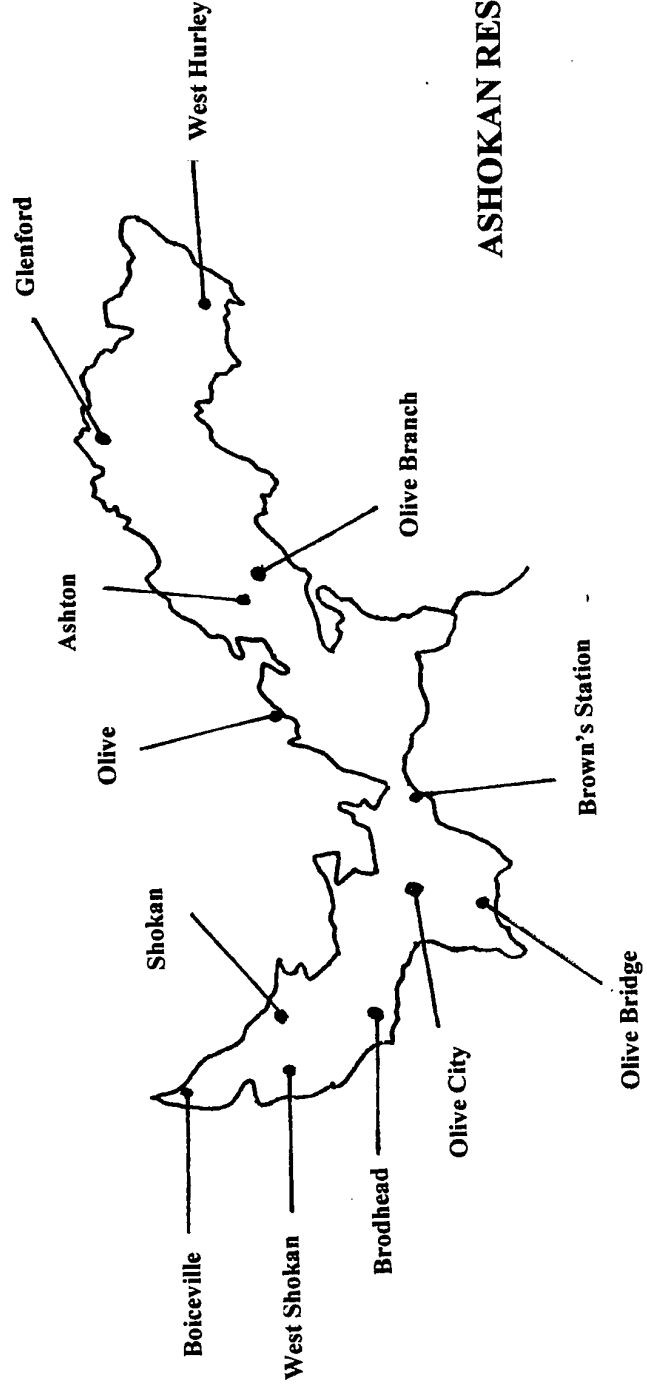 Glenford
West Hurley
Ashton
Olive
Olive Branch
Shokan
Boiceville
West Shokan
Brodhead
Olive City
Olive Bridge
Brown's Station
ASHOKAN RES